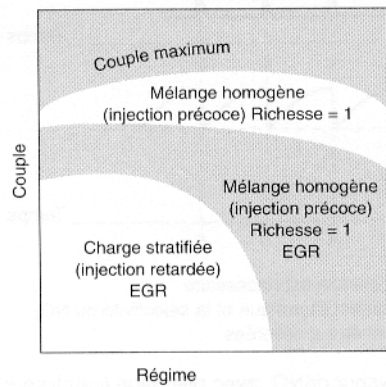 Couple maximum
Mélange homogène
(injection précoce) Richesse = 1
Mélange homogène
(injection précoce)
Richesse = 1
EGR
Charge stratifiée
(injection retardée)
EGR
Couple
Régime